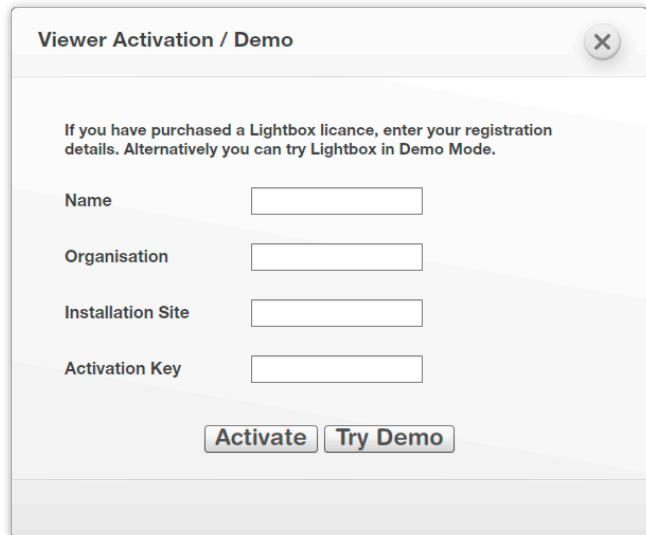 Viewer Activation / Demo
If you have purchased a Lightbox licance, enter your registration
details. Alternatively you can try Lightbox in Demo Mode.
Name
Organisation
Installation Site
Activation Key
Activate Try Demo